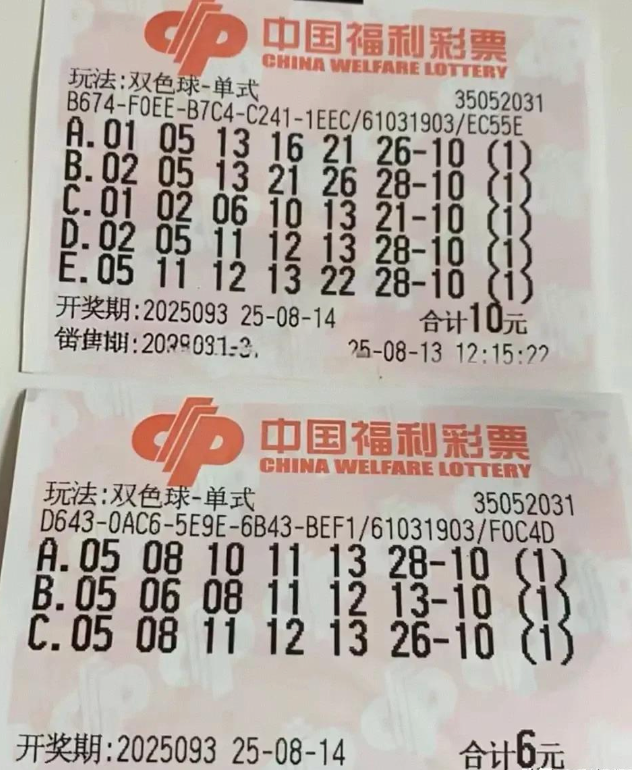 中国福利彩票
CHINA WELFARE LOTTERY
玩法:双色球-单式 35052031
B674-F0EE-B7C4-C241-1EEC/61031903/EC55E
A.01 05 13 16 21 26-10 (1)
B.02 05 13 21 26 28-10 (1)
C.01 02 06 10 13 21-10 (1)
D.02 05 11 12 13 28-10 (1)
E.05 11 12 13 22 28-10 (1)
开奖期:2025093 25-08-14 合计10元
销售期: 25-08-13 12:15:22
中国福利彩票
CHINA WELFARE LOTTERY
玩法:双色球-单式 35052031
D643-0AC6-5E9E-6B43-BEF1/61031903/F0C4D
A.05 08 10 11 13 28-10 (1)
B.05 06 08 11 12 13-10 (1)
C.05 08 11 12 13 26-10 (1)
开奖期:2025093 25-08-14 合计6元